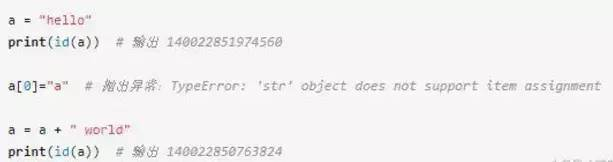 a = "hello"
print(id(a))  # 输出 140022851974560
a[0]="a"  # 抛出异常：TypeError: 'str' object does not support item assignment
a = a + " world"
print(id(a))  # 输出 140022850763824